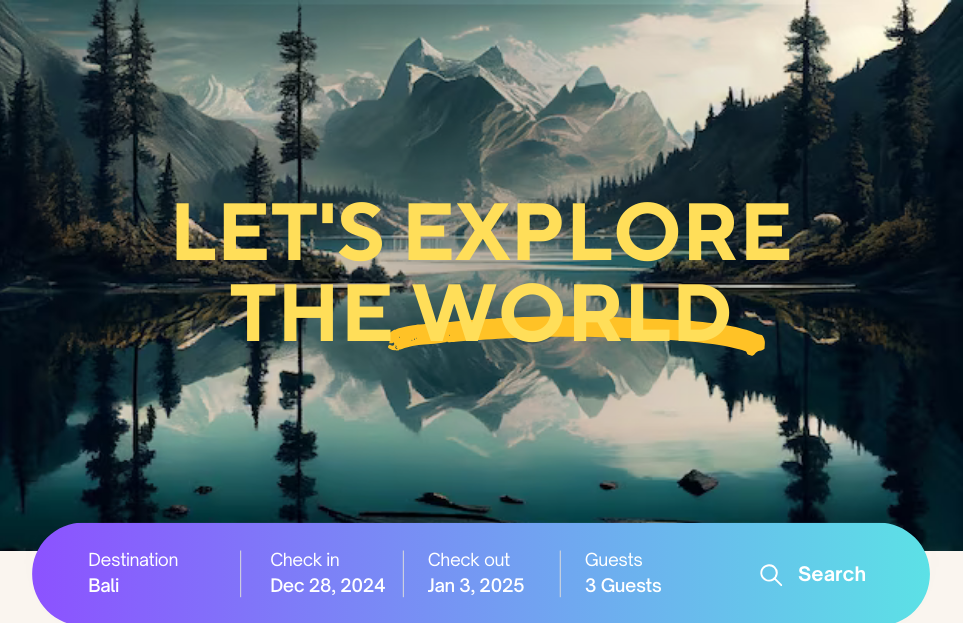 LET'S EXPLORE
THE WORLD
Destination
Bali
Check in
Dec 28, 2024
Check out
Jan 3, 2025
Guests
3 Guests
Search